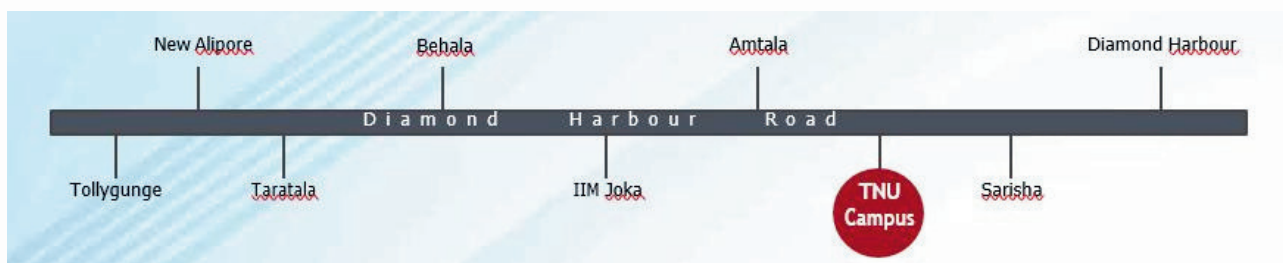 New Alipore
Behala
Amtala
Diamond Harbour
Diamond Harbour Road
Tollygunge
Taratala
IIM Joka
TNU
Campus
Sarisha